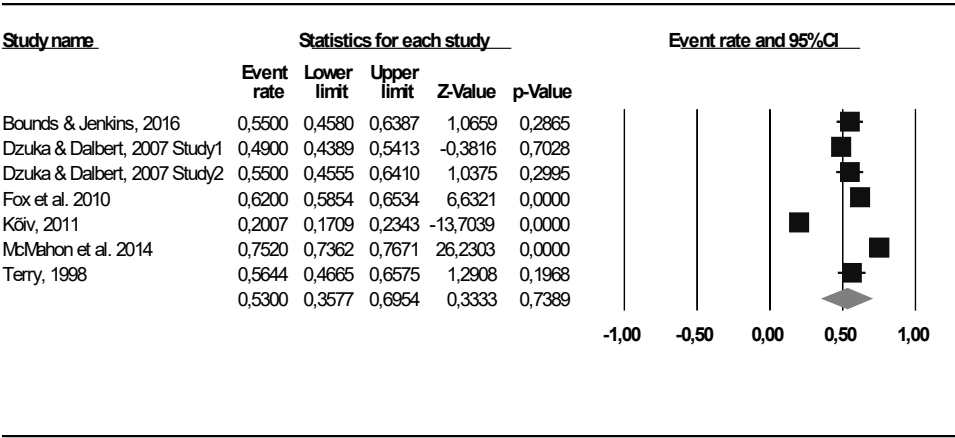 Study name Statistics for each study Event rate and 95%CI
Event Lower Upper
rate limit limit Z-Value p-Value
Bounds & Jenkins, 2016 0,5500 0,4580 0,6387 1,0659 0,2865
Dzuka & Dalbert, 2007 Study1 0,4900 0,4389 0,5413 -0,3816 0,7028
Dzuka & Dalbert, 2007 Study2 0,5500 0,4555 0,6410 1,0375 0,2995
Fox et al. 2010 0,6200 0,5854 0,6534 6,6321 0,0000
Kõiv, 2011 0,2007 0,1709 0,2343 -13,7039 0,0000
McMahon et al. 2014 0,7520 0,7362 0,7671 26,2303 0,0000
Terry, 1998 0,5644 0,4665 0,6575 1,2908 0,1968
0,5300 0,3577 0,6954 0,3333 0,7389
-1,00 -0,50 0,00 0,50 1,00